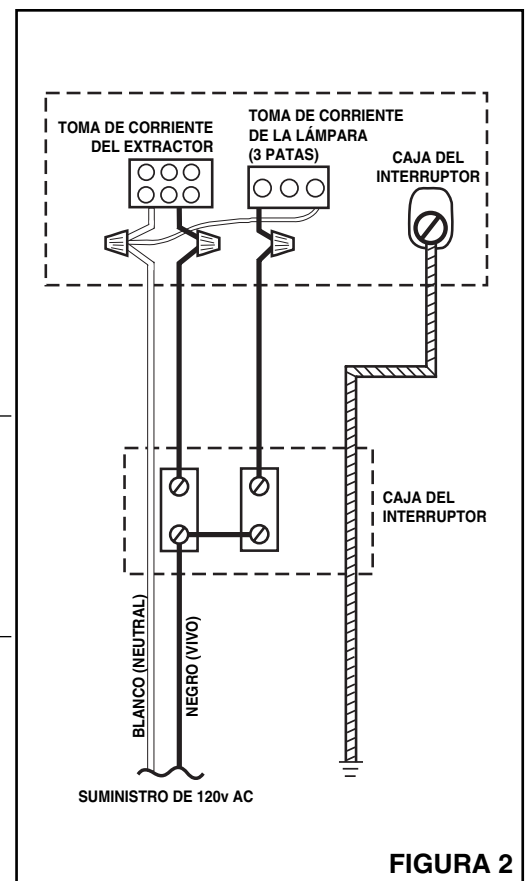 TOMA DE CORRIENTE
DEL EXTRACTOR
TOMA DE CORRIENTE
DE LA LÁMPARA
(3 PATAS)
CAJA DEL
INTERRUPTOR
CAJA DEL
INTERRUPTOR
BLANCO (NEUTRAL)
NEGRO (VIVO)
SUMINISTRO DE 120v AC
FIGURA 2